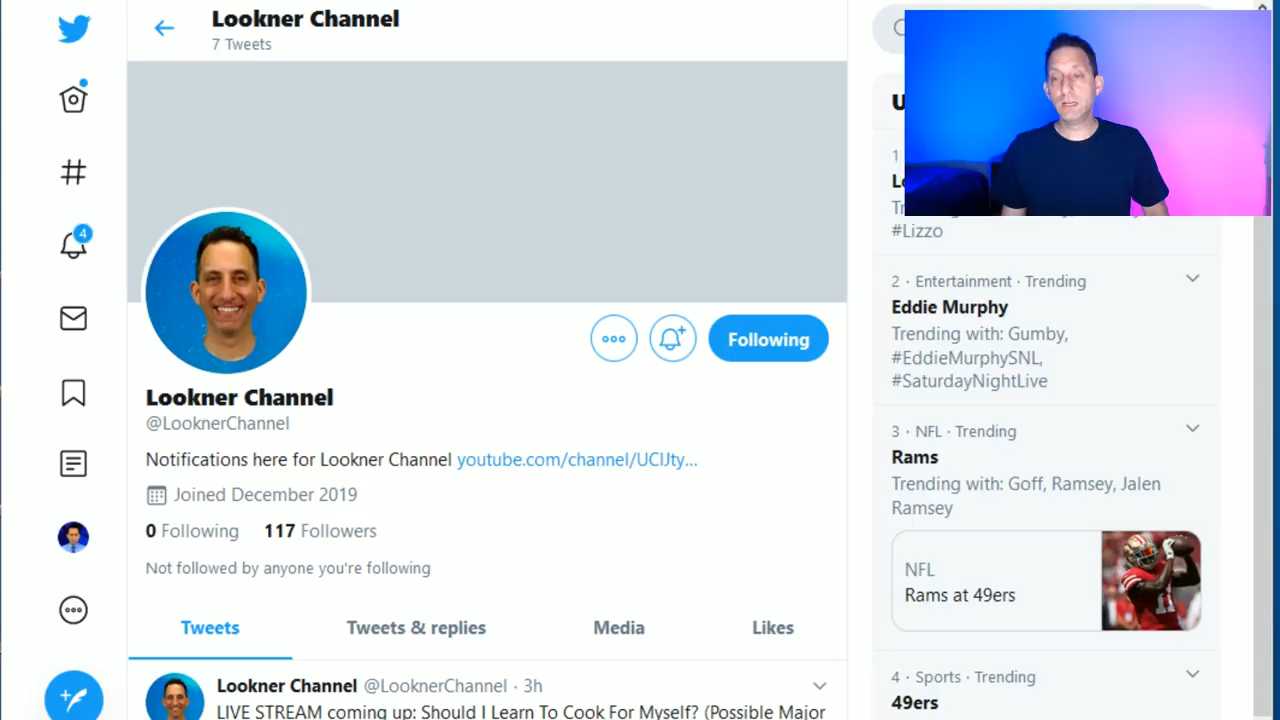 Lookner Channel
7 Tweets
4
Following
Lookner Channel
@LooknerChannel
Notifications here for Lookner Channel youtube.com/channel/UCIJty...
Joined December 2019
0 Following 117 Followers
Not followed by anyone you're following
Tweets Tweets & replies Media Likes
Lookner Channel @LooknerChannel · 3h
LIVE STREAM coming up: Should I Learn To Cook For Myself? (Possible Major
1
#Lizzo
2 · Entertainment · Trending
Eddie Murphy
Trending with: Gumby,
#EddieMurphySNL,
#SaturdayNightLive
3 · NFL · Trending
Rams
Trending with: Goff, Ramsey, Jalen
Ramsey
NFL
Rams at 49ers
4 · Sports · Trending
49ers